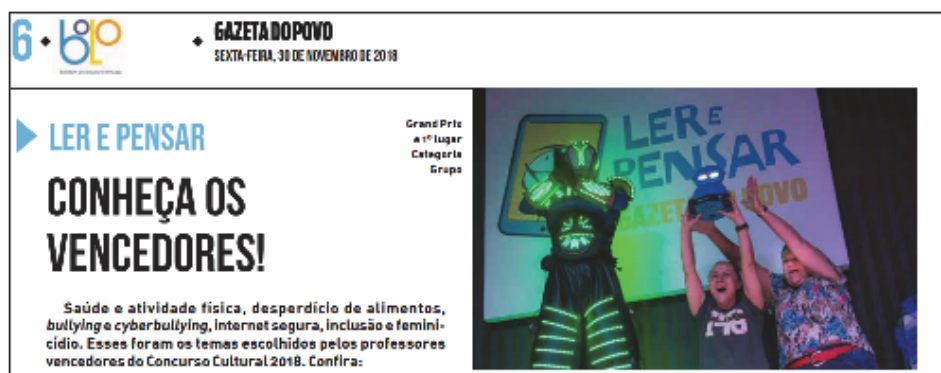 6
bolo
GAZETA DO POVO
SEXTA-FEIRA, 30 DE NOVEMBRO DE 2018
LER E PENSAR
CONHEÇA OS
VENCEDORES!
Saúde e atividade física, desperdício de alimentos,
bullying e cyberbullying, internet segura, inclusão e femini-
cídio. Esses foram os temas escolhidos pelos professores
vencedores do Concurso Cultural 2018. Confira:
Grand Prix
e 1º lugar
Categoria
Grupo
LER E
PENSAR
GAZETA DO POVO